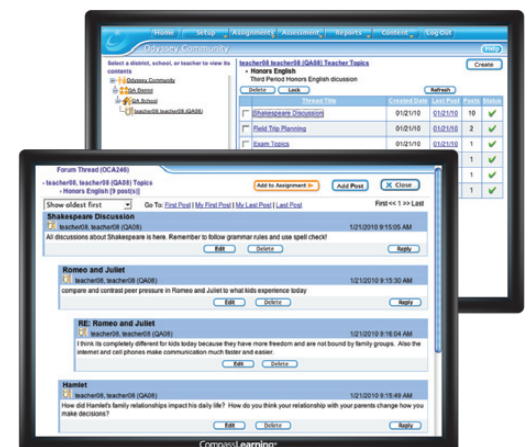 Home Setup Assignments Assessment Reports Content Log Out
Odyssey Community
Help
Select a district, school, or teacher to view its
contents
Odyssey Community
QA District
QA School
teacher08 teacher08 (QA08)
teacher08 teacher08 (QA08) Teacher Topics
Create
- Honors English
Third Period Honors English dicussion
Delete Lock Refresh
Thread Title Created Date Last Post Posts Status
Shakespeare Discussion 01/21/10 01/21/10 10
Field Trip Planning 01/21/10 01/21/10 2
Exam Topics 01/21/10 01/21/10 1
1
1
1
Forum Thread (OCA246)
- teacher08, teacher08 (QA08) Topics
- Honors English [9 post(s)]
Add to Assignment Add Post X Close
Show oldest first Go To: First Post | My First Post | My Last Post | Last Post First << 1 >> Last
Shakespeare Discussion
teacher08, teacher08 (QA08) 1/21/2010 9:15:05 AM
All discussions about Shakespeare is here. Remember to follow grammar rules and use spell check!
Edit Delete Reply
Romeo and Juliet
teacher08, teacher08 (QA08) 1/21/2010 9:15:30 AM
compare and contrast peer pressure in Romeo and Juliet to what kids experience today
Edit Delete Reply
RE: Romeo and Juliet
teacher08, teacher08 (QA08) 1/21/2010 9:16:04 AM
I think its completely different for kids today because they have more freedom and are not bound by family groups. Also the
internet and cell phones make communication much faster and easier.
Edit Delete
Hamlet
teacher08, teacher08 (QA08) 1/21/2010 9:15:49 AM
How did Hamlet's family relationships impact his daily life? How do you think your relationship with your parents change how you
make decisions?
Edit Delete Reply
CompassLearning